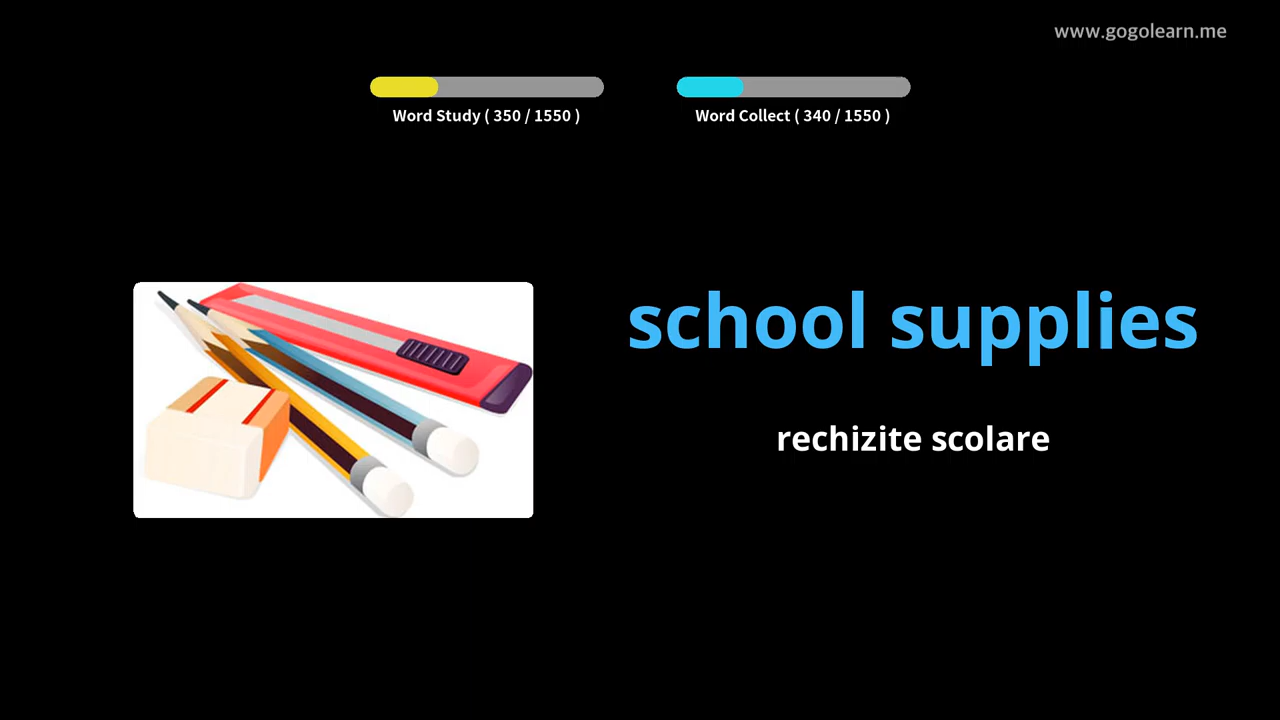 www.gogolearn.me
Word Study ( 350 / 1550 )
Word Collect ( 340 / 1550 )
school supplies
rechizite scolare